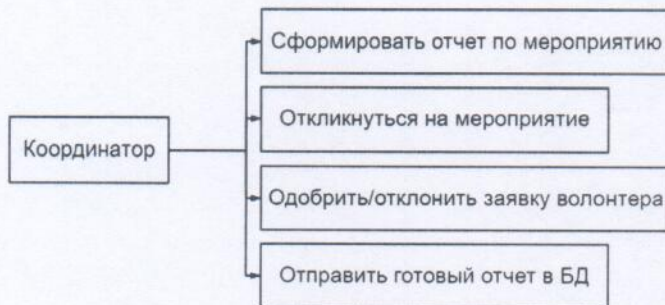 Сформировать отчет по мероприятию
Откликнуться на мероприятие
Координатор
Одобрить/отклонить заявку волонтера
Отправить готовый отчет в БД